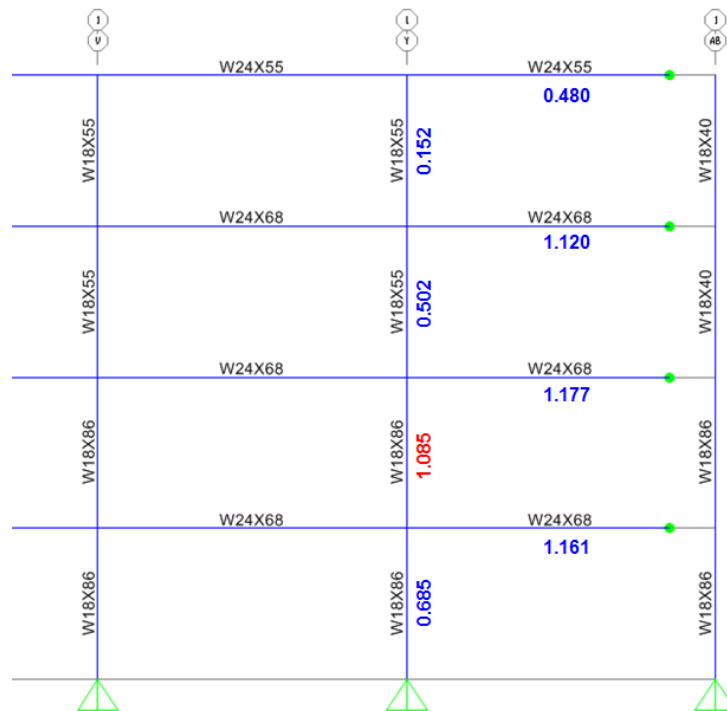 1 L 1
V Y AB
W24X55 W24X55
0.480
W18X55 W18X55 0.152 W18X40
W24X68 W24X68
1.120
W18X55 W18X55 0.502 W18X40
W24X68 W24X68
1.177
W18X86 W18X86 1.085 W18X86
W24X68 W24X68
1.161
W18X86 W18X86 0.685 W18X86